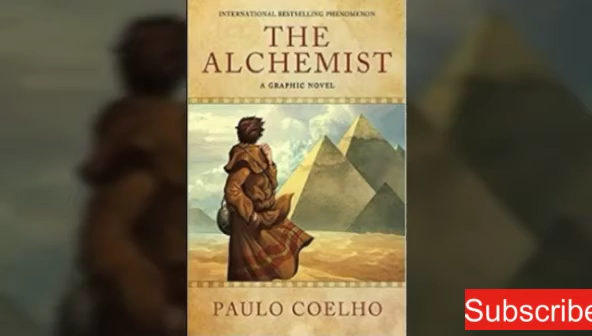 INTERNATIONAL BESTSELLING PHENOMENON
THE
ALCHEMIST
A GRAPHIC NOVEL
PAULO COELHO
Subscribe